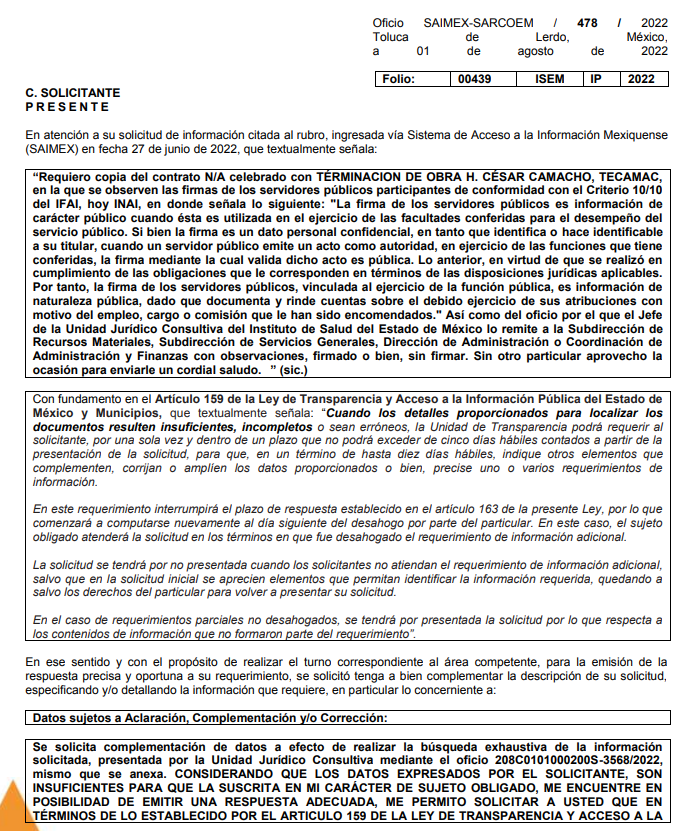 Oficio SAIMEX-SARCOEM / 478 / 2022
Toluca de Lerdo, México,
a 01 de agosto de 2022
Folio: 00439 ISEM IP 2022
C. SOLICITANTE
P R E S E N T E
En atención a su solicitud de información citada al rubro, ingresada vía Sistema de Acceso a la Información Mexiquense
(SAIMEX) en fecha 27 de junio de 2022, que textualmente señala:
“Requiero copia del contrato N/A celebrado con TÉRMINACION DE OBRA H. CÉSAR CAMACHO, TECAMAC,
en la que se observen las firmas de los servidores públicos participantes de conformidad con el Criterio 10/10
del IFAI, hoy INAI, en donde señala lo siguiente: "La firma de los servidores públicos es información de
carácter público cuando ésta es utilizada en el ejercicio de las facultades conferidas para el desempeño del
servicio público. Si bien la firma es un dato personal confidencial, en tanto que identifica o hace identificable
a su titular, cuando un servidor público emite un acto como autoridad, en ejercicio de las funciones que tiene
conferidas, la firma mediante la cual valida dicho acto es pública. Lo anterior, en virtud de que se realizó en
cumplimiento de las obligaciones que le corresponden en términos de las disposiciones jurídicas aplicables.
Por tanto, la firma de los servidores públicos, vinculada al ejercicio de la función pública, es información de
naturaleza pública, dado que documenta y rinde cuentas sobre el debido ejercicio de sus atribuciones con
motivo del empleo, cargo o comisión que le han sido encomendados." Así como del oficio por el que el Jefe
de la Unidad Jurídico Consultiva del Instituto de Salud del Estado de México lo remite a la Subdirección de
Recursos Materiales, Subdirección de Servicios Generales, Dirección de Administración o Coordinación de
Administración y Finanzas con observaciones, firmado o bien, sin firmar. Sin otro particular aprovecho la
ocasión para enviarle un cordial saludo. ” (sic.)
Con fundamento en el Artículo 159 de la Ley de Transparencia y Acceso a la Información Pública del Estado de
México y Municipios, que textualmente señala: “Cuando los detalles proporcionados para localizar los
documentos resulten insuficientes, incompletos o sean erróneos, la Unidad de Transparencia podrá requerir al
solicitante, por una sola vez y dentro de un plazo que no podrá exceder de cinco días hábiles contados a partir de la
presentación de la solicitud, para que, en un término de hasta diez días hábiles, indique otros elementos que
complementen, corrijan o amplíen los datos proporcionados o bien, precise uno o varios requerimientos de
información.
En este requerimiento interrumpirá el plazo de respuesta establecido en el artículo 163 de la presente Ley, por lo que
comenzará a computarse nuevamente al día siguiente del desahogo por parte del particular. En este caso, el sujeto
obligado atenderá la solicitud en los términos en que fue desahogado el requerimiento de información adicional.
La solicitud se tendrá por no presentada cuando los solicitantes no atiendan el requerimiento de información adicional,
salvo que en la solicitud inicial se aprecien elementos que permitan identificar la información requerida, quedando a
salvo los derechos del particular para volver a presentar su solicitud.
En el caso de requerimientos parciales no desahogados, se tendrá por presentada la solicitud por lo que respecta a
los contenidos de información que no formaron parte del requerimiento”.
En ese sentido y con el propósito de realizar el turno correspondiente al área competente, para la emisión de la
respuesta precisa y oportuna a su requerimiento, se solicitó tenga a bien complementar la descripción de su solicitud,
especificando y/o detallando la información que requiere, en particular lo concerniente a:
Datos sujetos a Aclaración, Complementación y/o Corrección:
Se solicita complementación de datos a efecto de realizar la búsqueda exhaustiva de la información
solicitada, presentada por la Unidad Jurídico Consultiva mediante el oficio 208C0101000200S-3568/2022,
mismo que se anexa. CONSIDERANDO QUE LOS DATOS EXPRESADOS POR EL SOLICITANTE, SON
INSUFICIENTES PARA QUE LA SUSCRITA EN MI CARÁCTER DE SUJETO OBLIGADO, ME ENCUENTRE EN
POSIBILIDAD DE EMITIR UNA RESPUESTA ADECUADA, ME PERMITO SOLICITAR A USTED QUE EN
TÉRMINOS DE LO ESTABLECIDO POR EL ARTICULO 159 DE LA LEY DE TRANSPARENCIA Y ACCESO A LA